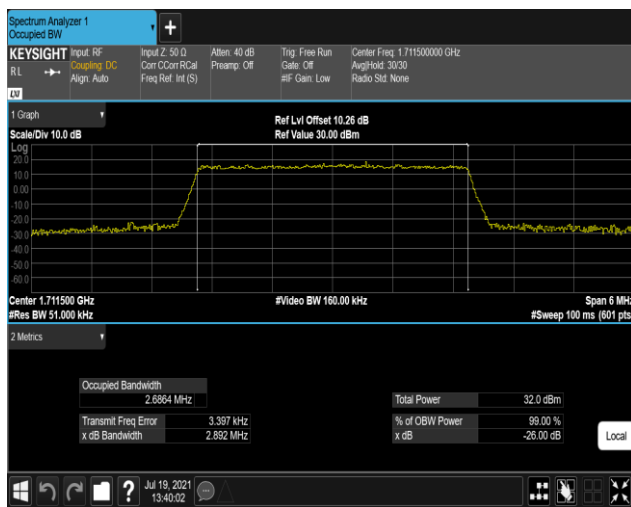 Spectrum Analyzer 1
Occupied BW
+
KEYSIGHT Input: RF Input Z: 50 Ω Atten: 40 dB Trig: Free Run Center Freq: 1.711500000 GHz
RL Coupling: DC Corr CCorr RCal Preamp: Off Gate: Off Avg|Hold: 30/30
Align: Auto Freq Ref: Int (S) #IF Gain: Low Radio Std: None
LXI
1 Graph Ref Lvl Offset 10.26 dB
Scale/Div 10.0 dB Ref Value 30.00 dBm
Log
20.0
10.0
0.00
-10.0
-20.0
-30.0
-40.0
-50.0
-60.0
Center 1.711500 GHz #Video BW 160.00 kHz Span 6 MHz
#Res BW 51.000 kHz #Sweep 100 ms (601 pts
2 Metrics
Occupied Bandwidth
2.6864 MHz Total Power 32.0 dBm
Transmit Freq Error 3.397 kHz % of OBW Power 99.00 %
x dB Bandwidth 2.892 MHz x dB -26.00 dB
Local
? Jul 19, 2021
13:40:02